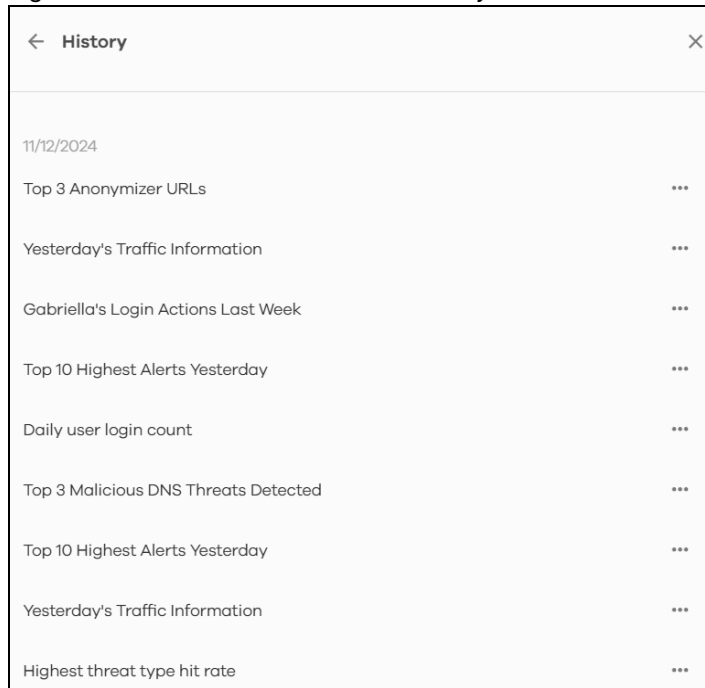 History
11/12/2024
Top 3 Anonymizer URLs
Yesterday's Traffic Information
Gabriella's Login Actions Last Week
Top 10 Highest Alerts Yesterday
Daily user login count
Top 3 Malicious DNS Threats Detected
Top 10 Highest Alerts Yesterday
Yesterday's Traffic Information
Highest threat type hit rate